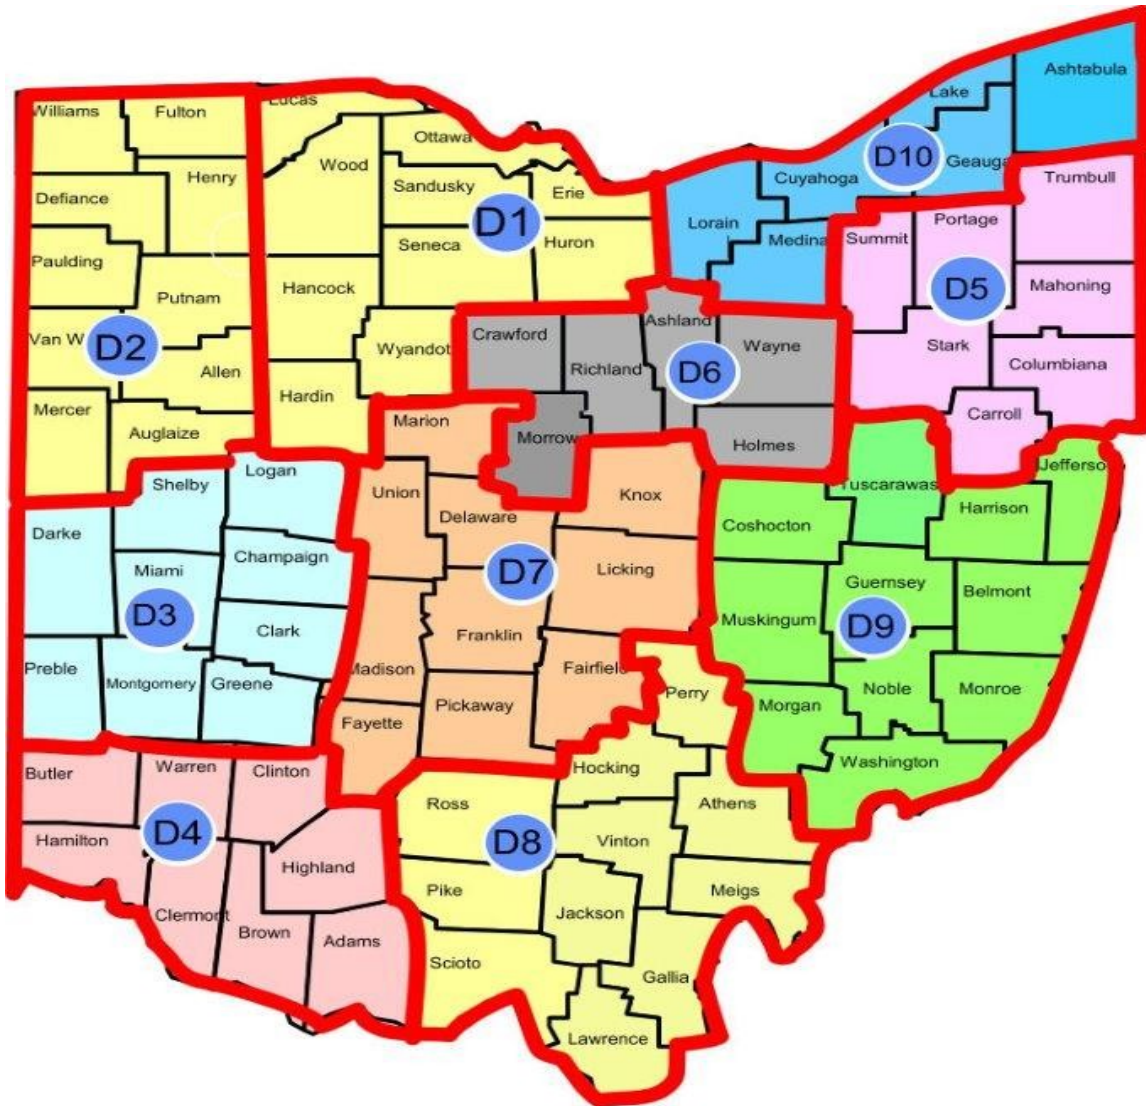 Ashtabula
Lake
Williams
Fulton
Lucas
Ottawa
Wood
D10
Geauga
Cuyahoga
Trumbull
Henry
Sandusky
Erie
Defiance
D1
Lorain
Medina
Summit
Portage
Seneca
Huron
Paulding
Putnam
Hancock
D5
Mahoning
Van W
D2
Allen
Wyandot
Crawford
Ashland
Wayne
Richland
D6
Stark
Columbiana
Mercer
Hardin
Auglaize
Marion
Morrow
Holmes
Carroll
Logan
Shelby
Union
Delaware
Knox
Tuscarawas
Jefferso
Harrison
Coshocton
Darke
Champaign
Miami
D7
Licking
Guernsey
Belmont
D3
Clark
Franklin
Muskingum
D9
Preble
Montgomery
Greene
Madison
Fairfield
Perry
Noble
Monroe
Fayette
Pickaway
Morgan
Butler
Warren
Clinton
Hocking
Washington
Ross
Athens
Hamilton
D4
D8
Vinton
Highland
Pike
Meigs
Clermont
Brown
Adams
Jackson
Scioto
Gallia
Lawrence